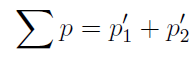 ∑ p = p′₁ + p′₂